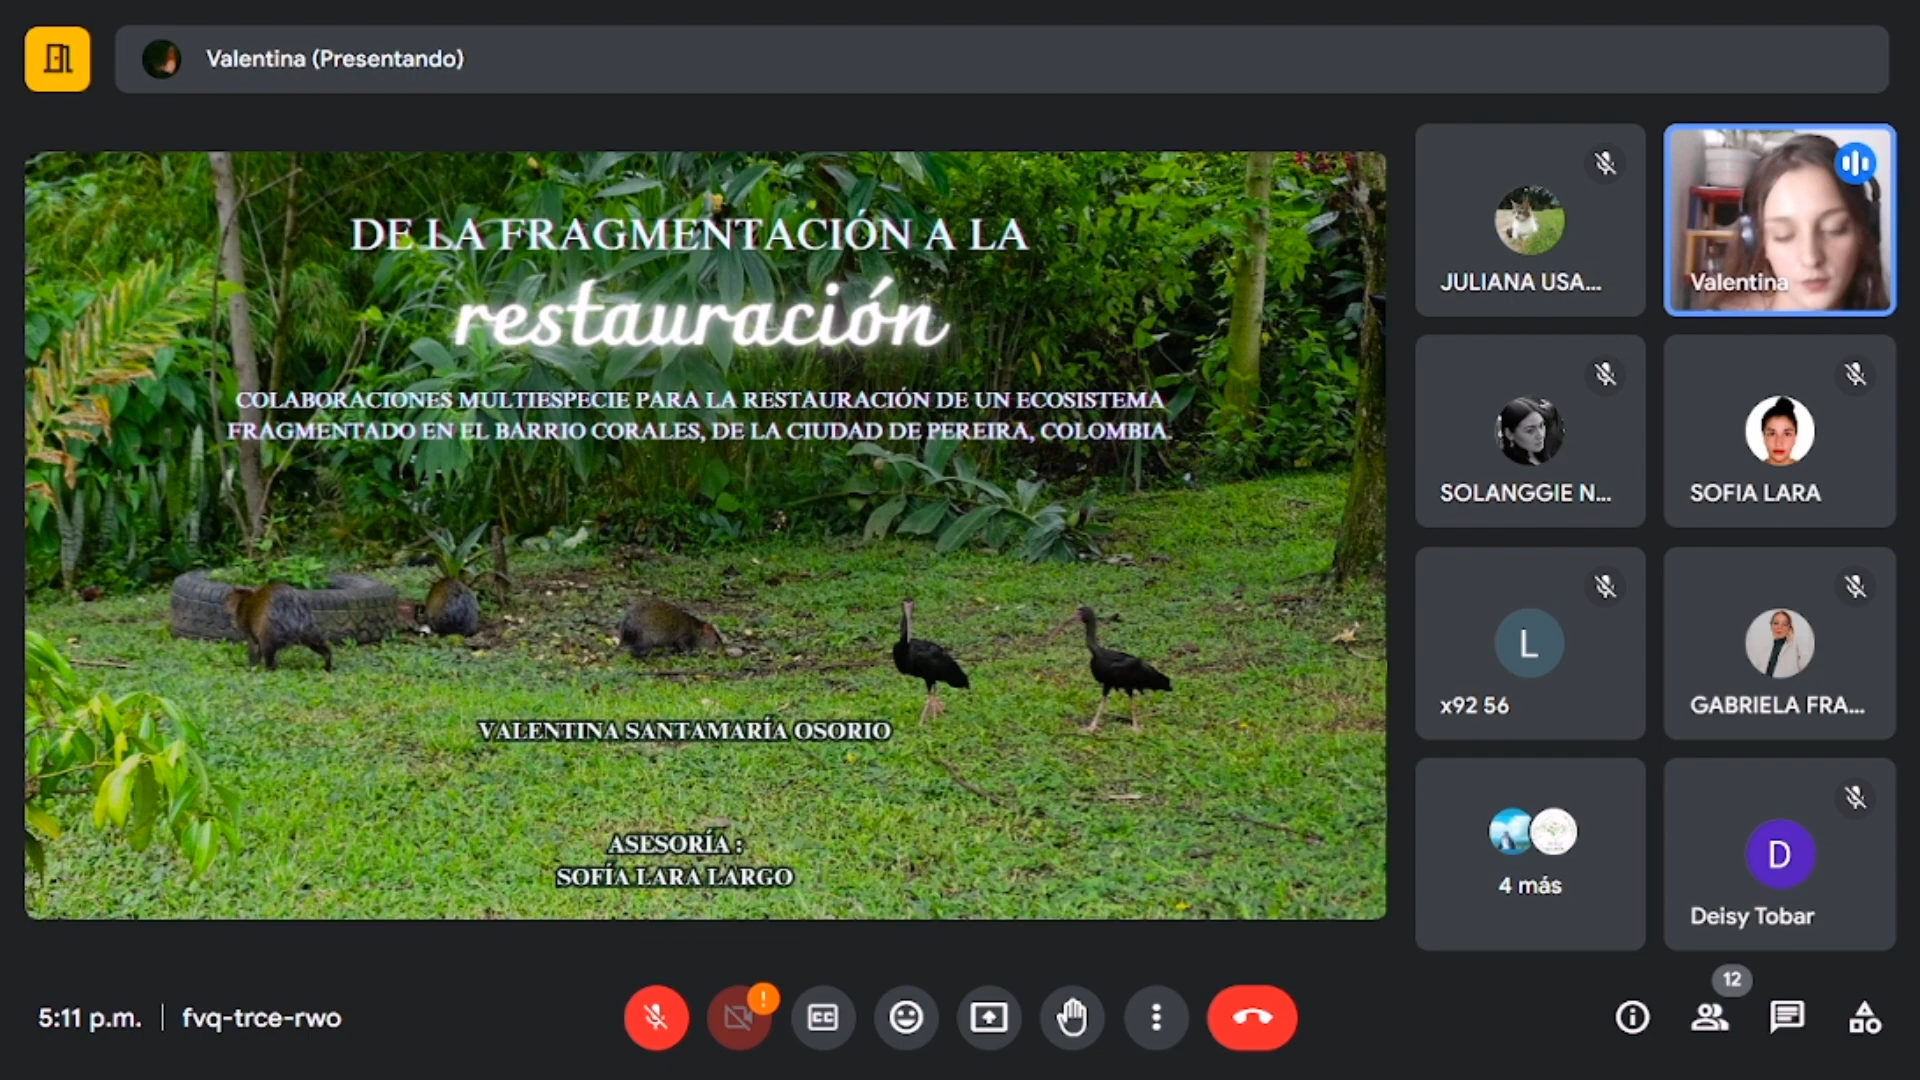 Valentina (Presentando)
DE LA FRAGMENTACIÓN A LA
restauración
COLABORACIONES MULTIESPECIE PARA LA RESTAURACIÓN DE UN ECOSISTEMA
FRAGMENTADO EN EL BARRIO CORALES, DE LA CIUDAD DE PEREIRA, COLOMBIA.
VALENTINA SANTAMARÍA OSORIO
ASESORÍA :
SOFÍA LARA LARGO
JULIANA USA...
Valentina
SOLANGGIE N...
SOFIA LARA
L
x92 56
GABRIELA FRA...
4 más
D
Deisy Tobar
5:11 p.m.
fvq-trce-rwo
!
CC
12